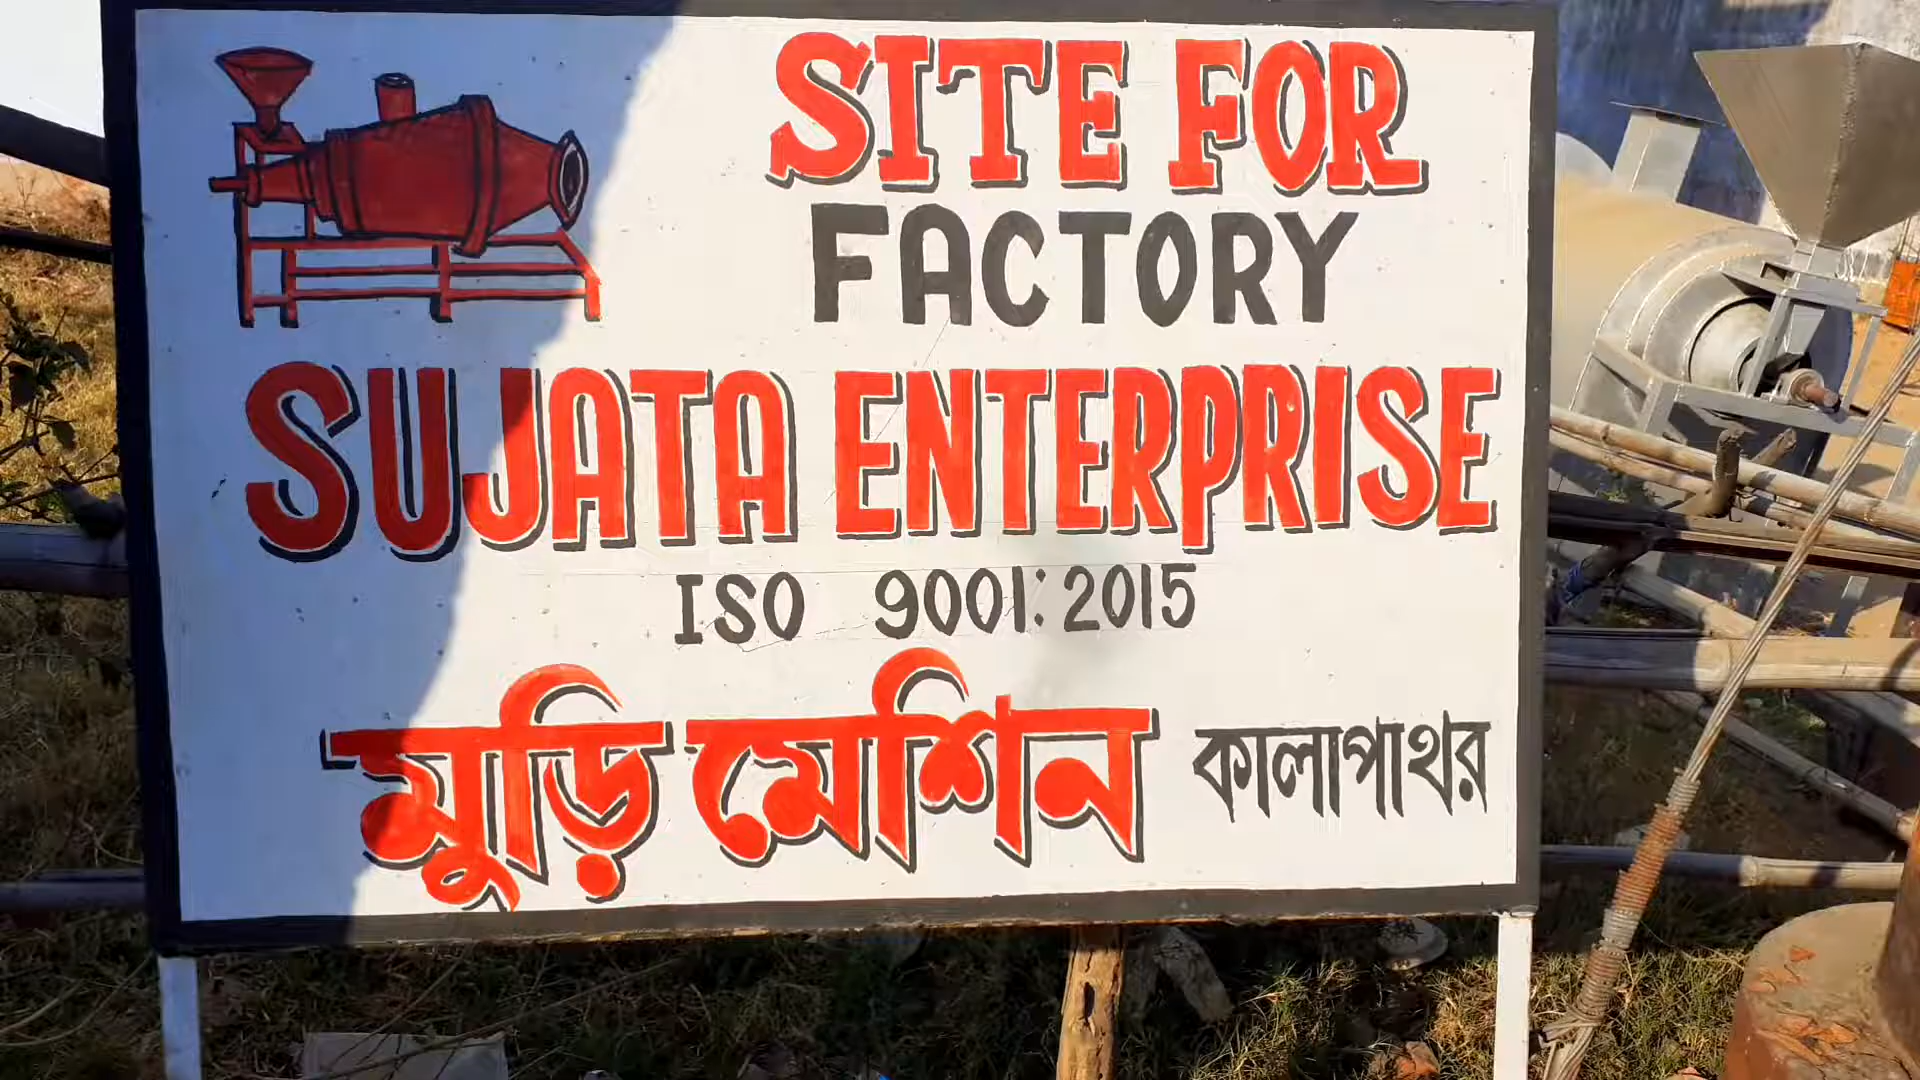 SITE FOR
FACTORY
SUJATA ENTERPRISE
ISO 9001:2015
মুড়ি মেশিন কালাপাথর